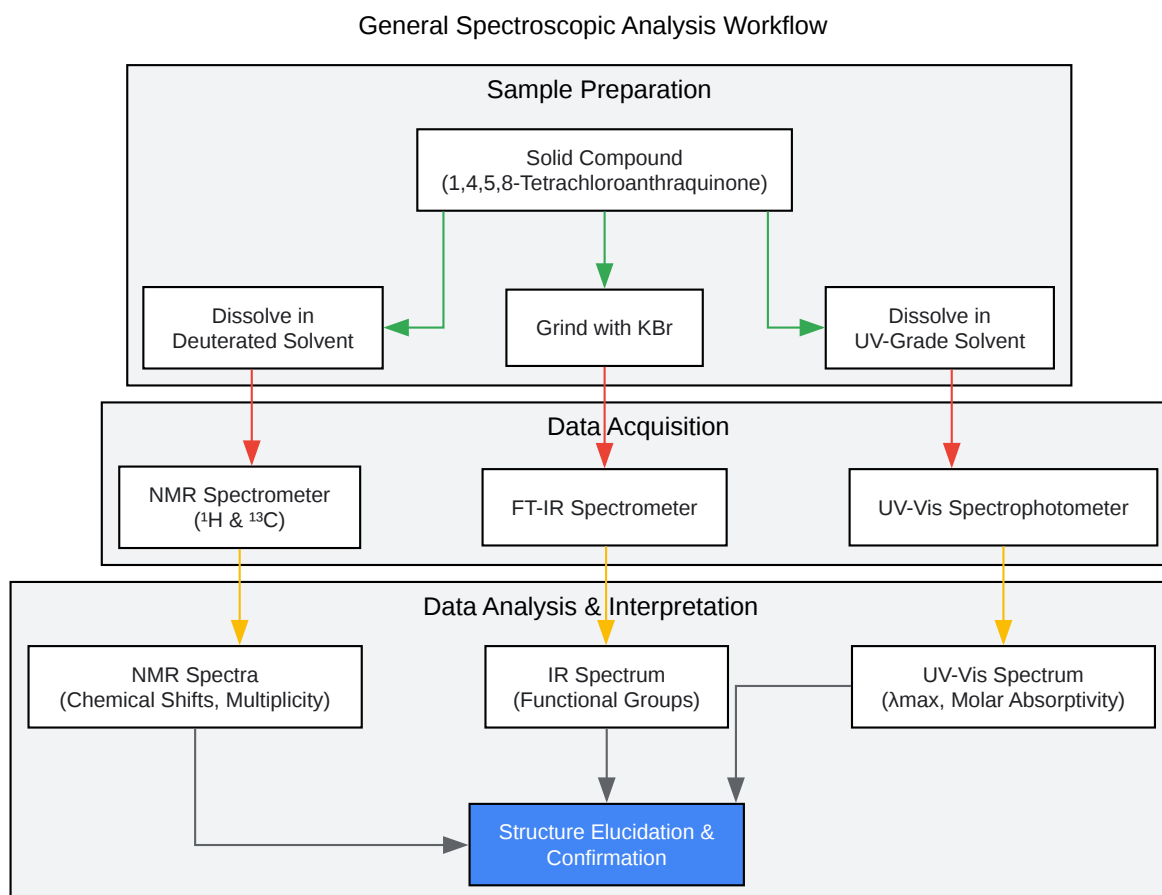 General Spectroscopic Analysis Workflow
Sample Preparation
Solid Compound
(1,4,5,8-Tetrachloroanthraquinone)
Dissolve in
Deuterated Solvent
Grind with KBr
Dissolve in
UV-Grade Solvent
Data Acquisition
NMR Spectrometer
(¹H & ¹³C)
FT-IR Spectrometer
UV-Vis Spectrophotometer
Data Analysis & Interpretation
NMR Spectra
(Chemical Shifts, Multiplicity)
IR Spectrum
(Functional Groups)
UV-Vis Spectrum
(λmax, Molar Absorptivity)
Structure Elucidation &
Confirmation